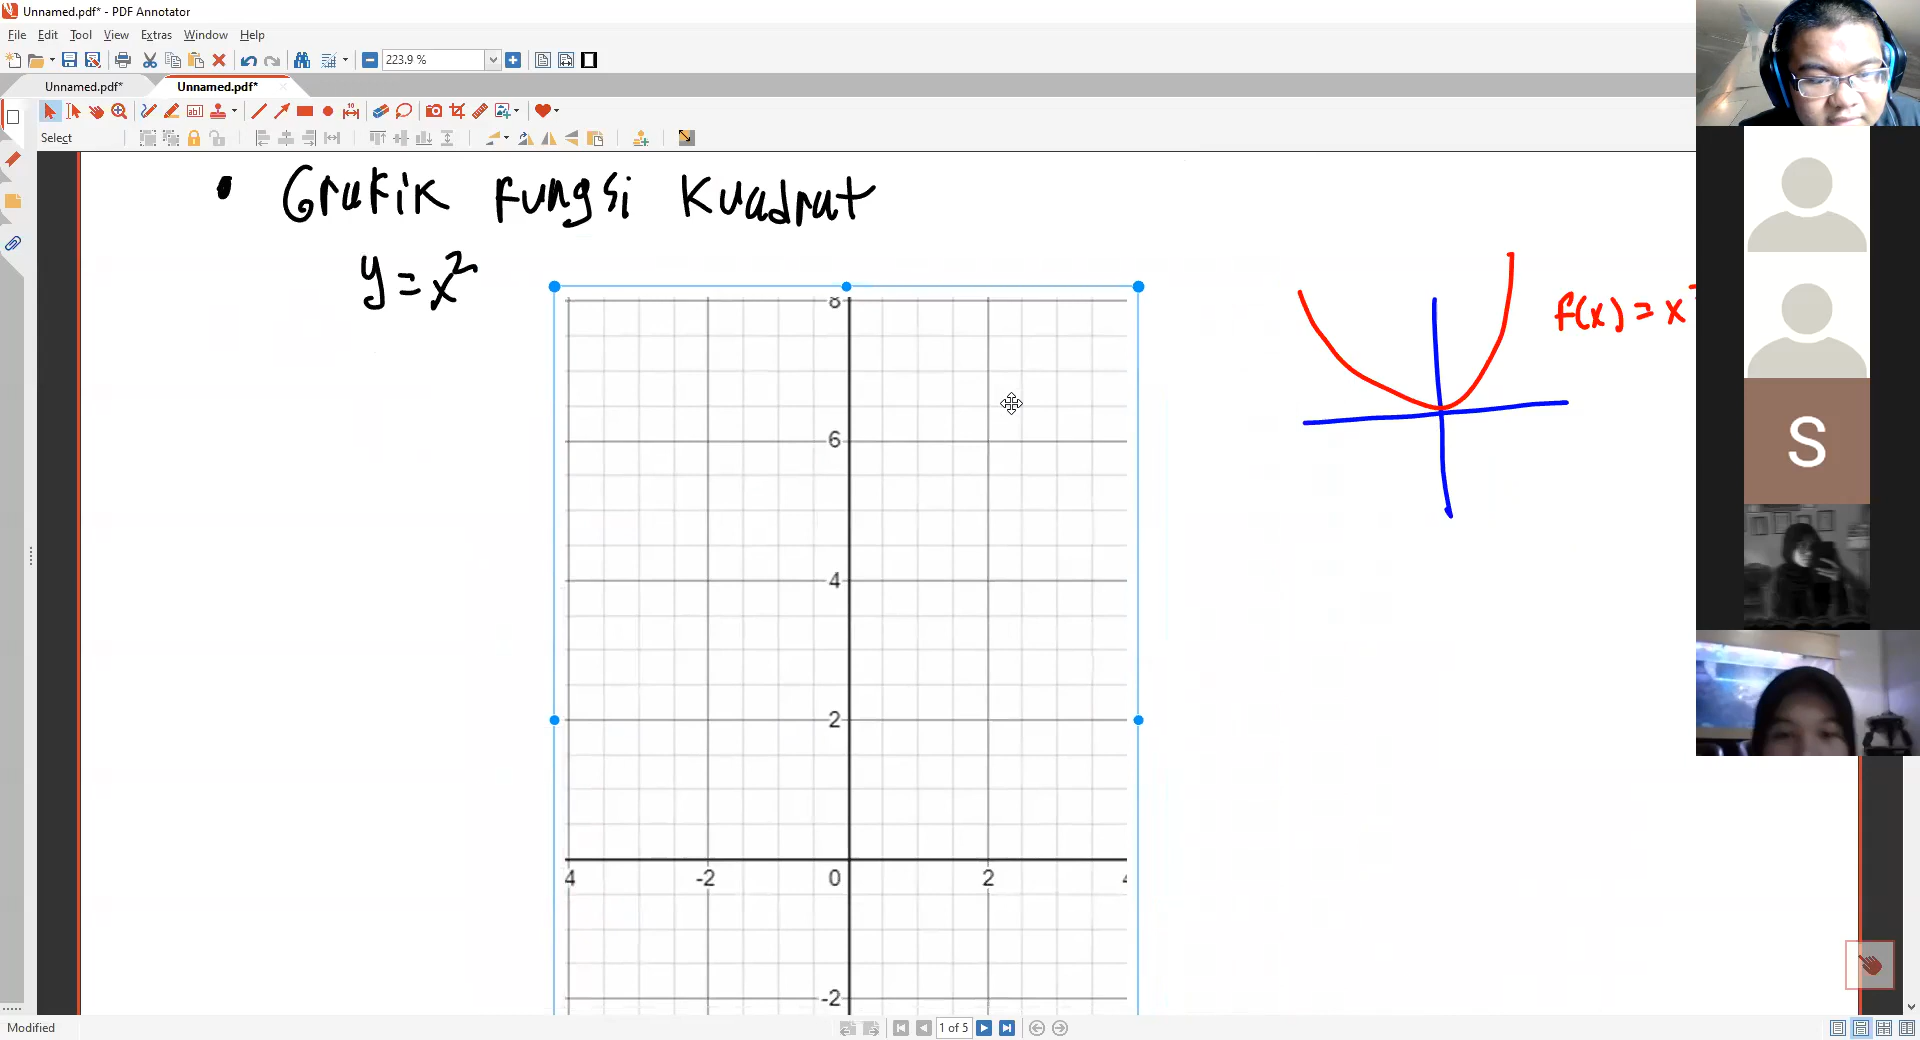 Unnamed.pdf* - PDF Annotator
File Edit Tool View Extras Window Help
223.9 %
Unnamed.pdf* Unnamed.pdf*
Select
• Grafik Fungsi Kuadrat
y = x²
f(x) = x
8
6
4
2
4 -2 0 2
-2
S
Modified
1 of 5